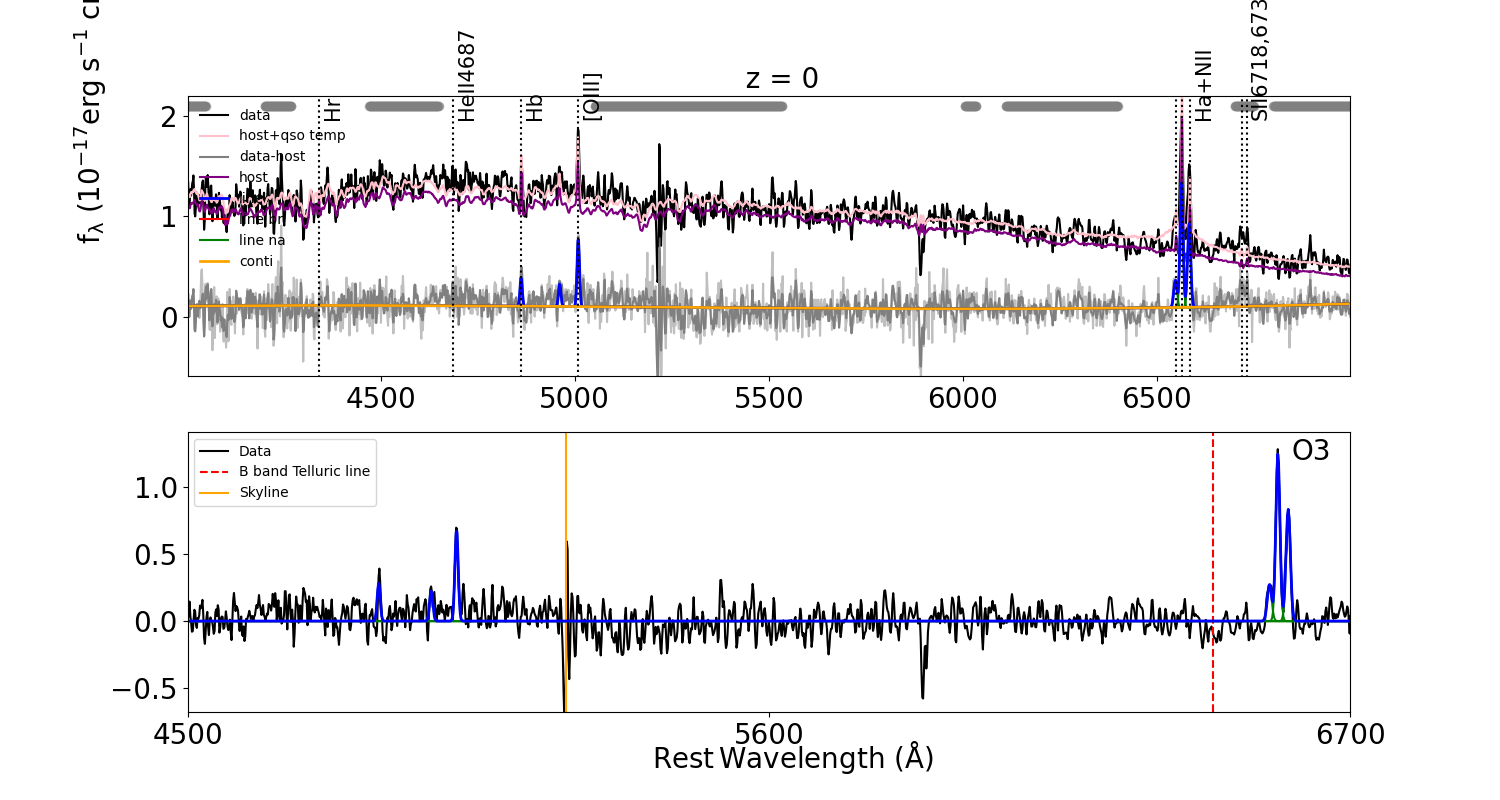 z = 0
f_λ (10^−17 erg s^−1
Hr
HeII4687
Hb
[OIII]
Ha+NII
SII6718,673
data
host+qso temp
data-host
host
line na
conti
2
1
0
4500 5000 5500 6000 6500
Data
B band Telluric line
Skyline
O3
1.0
0.5
0.0
−0.5
4500 5600 6700
Rest Wavelength (Å)